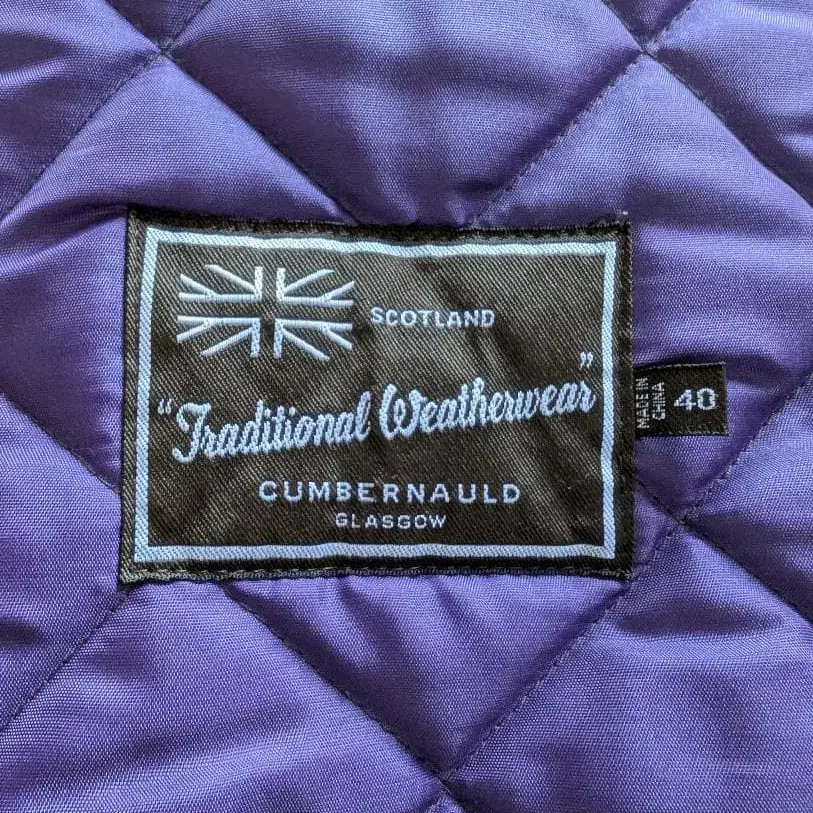 SCOTLAND
"Traditional Weatherwear"
CUMBERNAULD
GLASGOW
MADE IN
CHINA
40